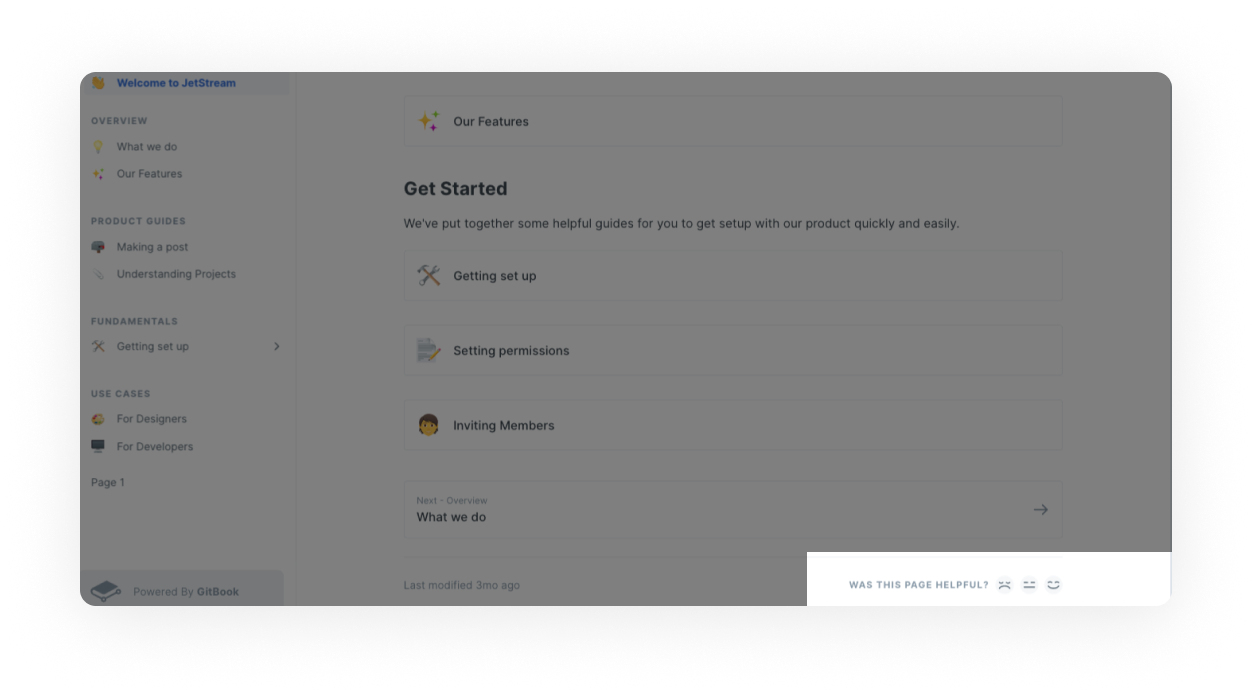 Welcome to JetStream
OVERVIEW
What we do
Our Features
PRODUCT GUIDES
Making a post
Understanding Projects
FUNDAMENTALS
Getting set up
USE CASES
For Designers
For Developers
Page 1
Powered By GitBook
Our Features
Get Started
We've put together some helpful guides for you to get setup with our product quickly and easily.
Getting set up
Setting permissions
Inviting Members
Next - Overview
What we do
Last modified 3mo ago
WAS THIS PAGE HELPFUL?